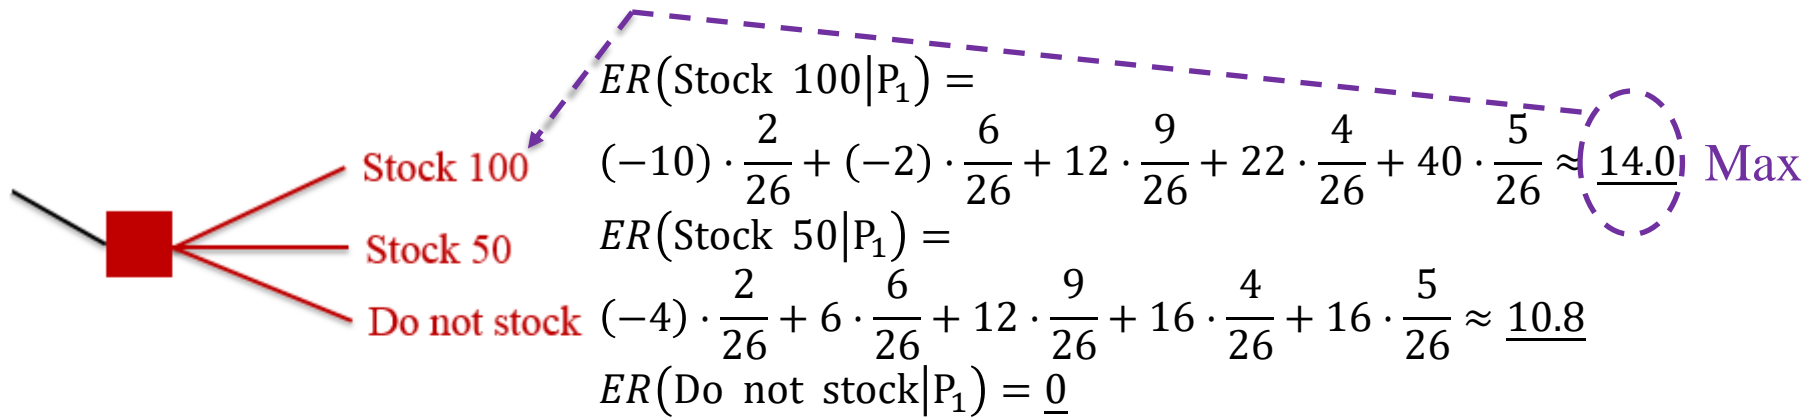 ER(Stock 100|P₁) =
(−10) · 2/26 + (−2) · 6/26 + 12 · 9/26 + 22 · 4/26 + 40 · 5/26 ≈ 14.0 Max
Stock 100
ER(Stock 50|P₁) =
Stock 50
(−4) · 2/26 + 6 · 6/26 + 12 · 9/26 + 16 · 4/26 + 16 · 5/26 ≈ 10.8
Do not stock
ER(Do not stock|P₁) = 0